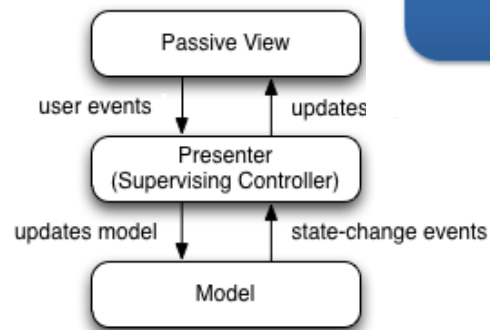 Passive View
user events
updates
Presenter
(Supervising Controller)
updates model
state-change events
Model